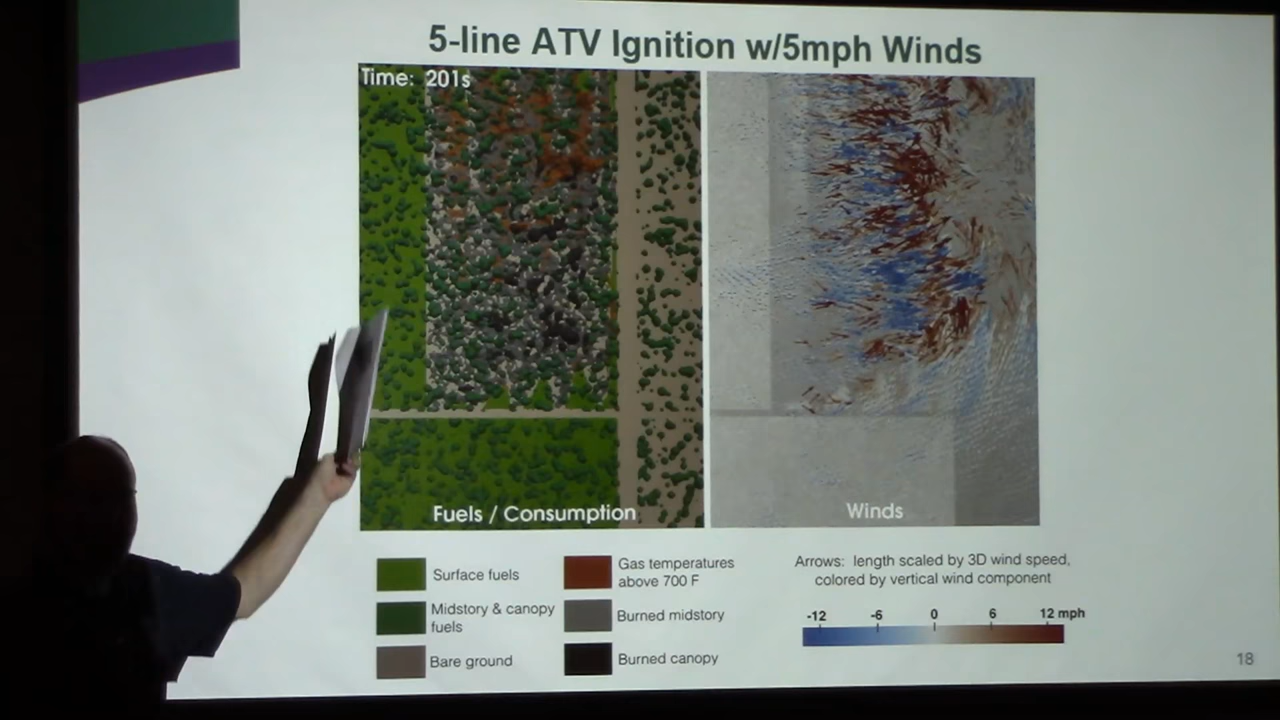 5-line ATV Ignition w/5mph Winds
Time: 201s
Fuels / Consumption
Winds
Surface fuels
Midstory & canopy
fuels
Bare ground
Gas temperatures
above 700 F
Burned midstory
Burned canopy
Arrows: length scaled by 3D wind speed,
colored by vertical wind component
-12 -6 0 6 12 mph
18